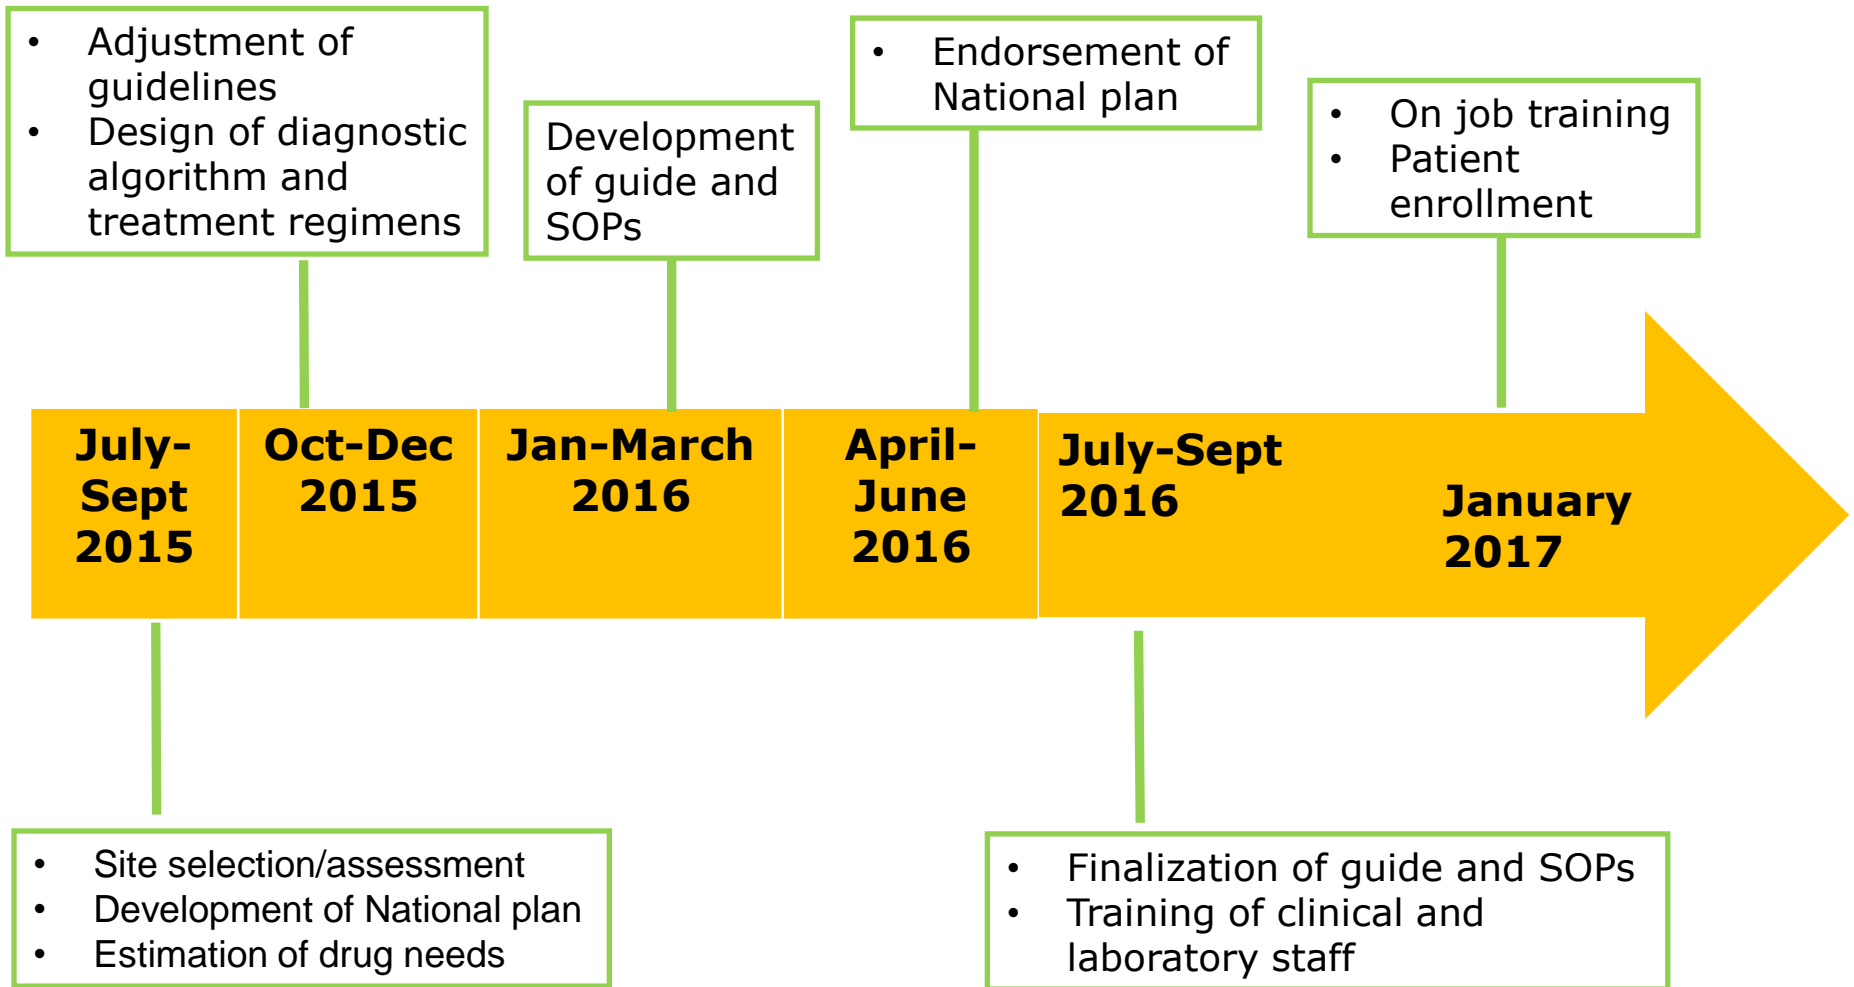 • Adjustment of
guidelines
• Design of diagnostic
algorithm and
treatment regimens
Development
of guide and
SOPs
• Endorsement of
National plan
• On job training
• Patient
enrollment
July-
Sept
2015
Oct-Dec
2015
Jan-March
2016
April-
June
2016
July-Sept
2016
January
2017
• Site selection/assessment
• Development of National plan
• Estimation of drug needs
• Finalization of guide and SOPs
• Training of clinical and
laboratory staff